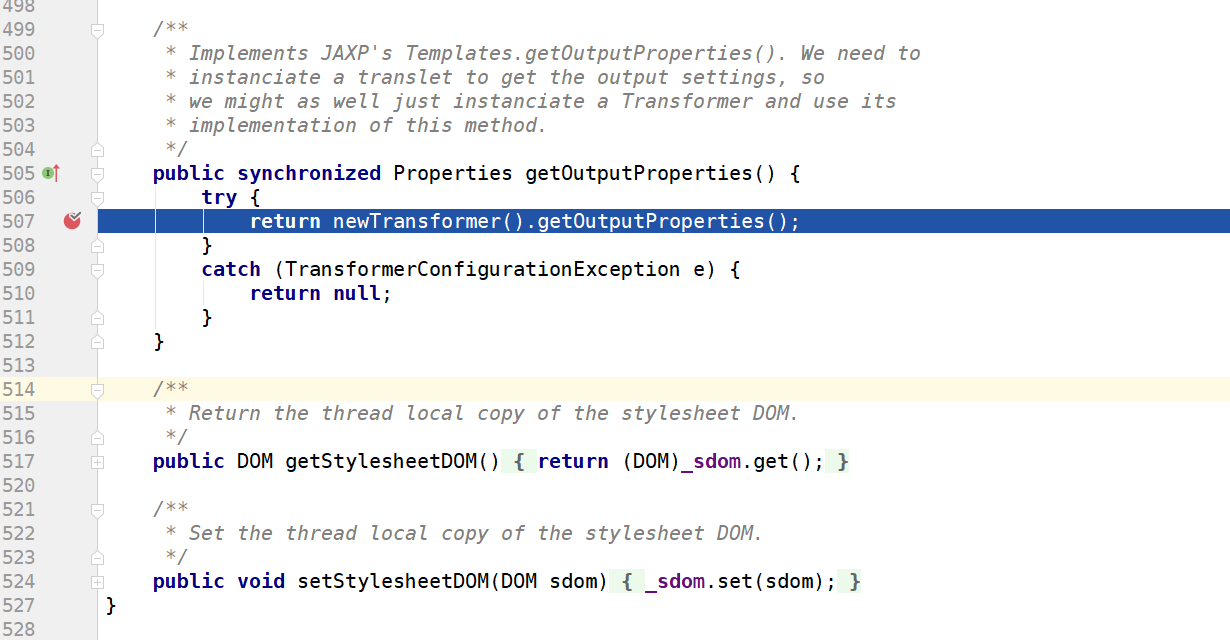 498
499 /**
500 * Implements JAXP's Templates.getOutputProperties(). We need to
501 * instanciate a translet to get the output settings, so
502 * we might as well just instanciate a Transformer and use its
503 * implementation of this method.
504 */
505 public synchronized Properties getOutputProperties() {
506 try {
507 return newTransformer().getOutputProperties();
508 }
509 catch (TransformerConfigurationException e) {
510 return null;
511 }
512 }
513
514 /**
515 * Return the thread local copy of the stylesheet DOM.
516 */
517 public DOM getStylesheetDOM() { return (DOM)_sdom.get(); }
520
521 /**
522 * Set the thread local copy of the stylesheet DOM.
523 */
524 public void setStylesheetDOM(DOM sdom) { _sdom.set(sdom); }
527 }
528